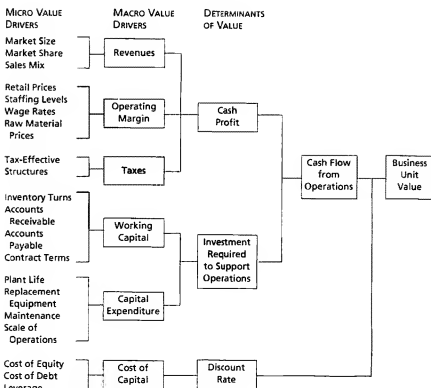 MICRO VALUE
DRIVERS
MACRO VALUE
DRIVERS
DETERMINANTS
OF VALUE
Market Size
Market Share
Sales Mix
Revenues
Retail Prices
Staffing Levels
Wage Rates
Raw Material
Prices
Operating
Margin
Cash
Profit
Tax-Effective
Structures
Taxes
Cash Flow
from
Operations
Business
Unit
Value
Inventory Turns
Accounts
Receivable
Accounts
Payable
Contract Terms
Working
Capital
Investment
Required
to Support
Operations
Plant Life
Replacement
Equipment
Maintenance
Scale of
Operations
Capital
Expenditure
Cost of Equity
Cost of Debt
Leverage
Cost of
Capital
Discount
Rate